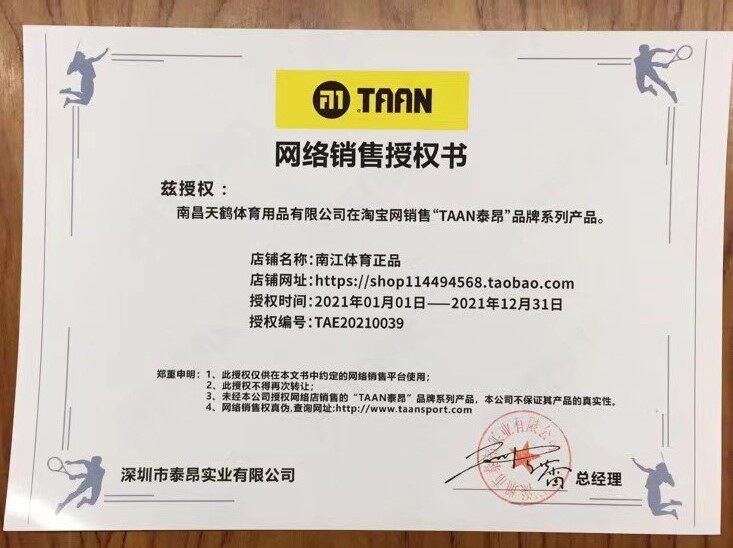 TAAN
网络销售授权书
兹授权：
南昌天鹤体育用品有限公司在淘宝网销售“TAAN泰昂”品牌系列产品。
店铺名称：南江体育正品
店铺网址：https://shop114494568.taobao.com
授权时间：2021年01月01日——2021年12月31日
授权编号：TAE20210039
郑重申明：1、此授权仅供在本文书中约定的网络销售平台使用；
2、此授权不得再次转让；
3、未经本公司授权网络店销售的“TAAN泰昂”品牌系列产品，本公司不保证其产品的真实性。
4、网络销售权真伪，查询网址：http://www.taansport.com
深圳市泰昂实业有限公司
总经理